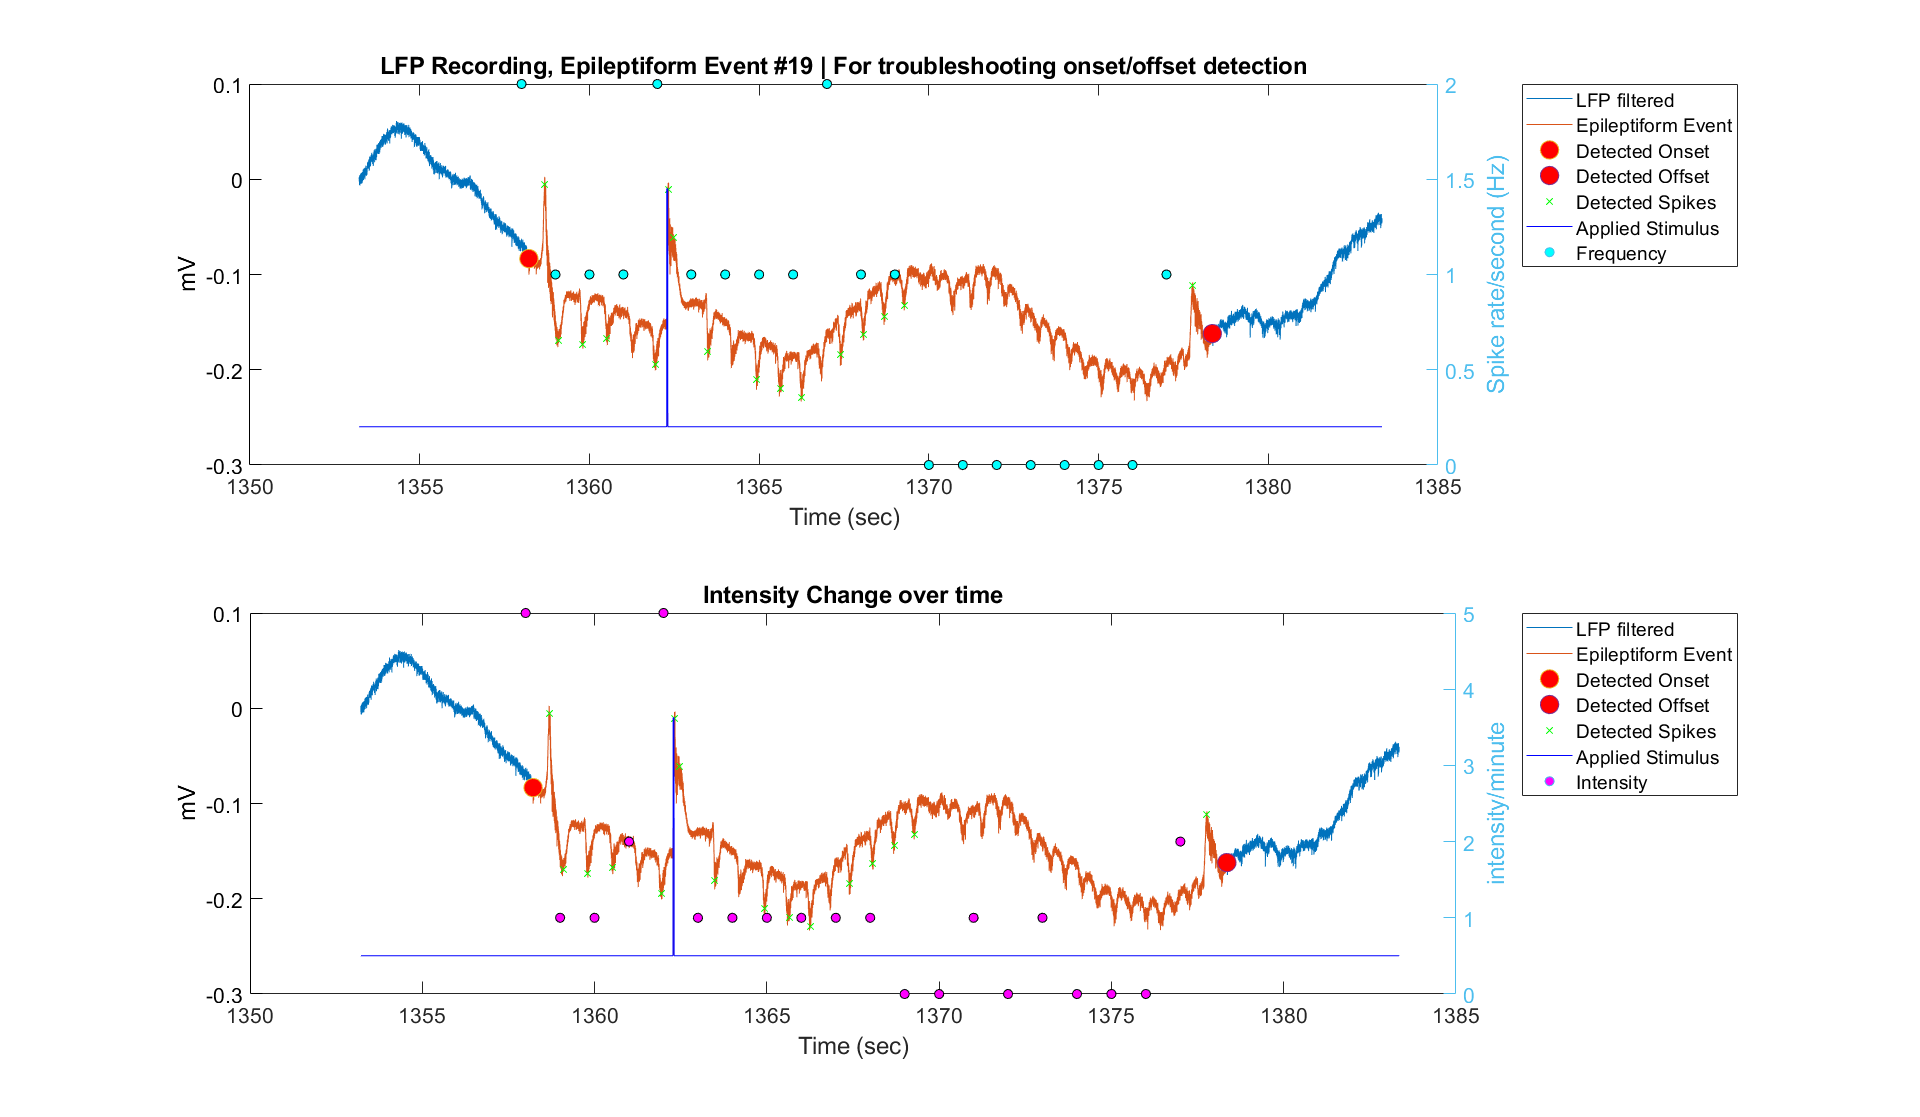 LFP Recording, Epileptiform Event #19 | For troubleshooting onset/offset detection
0.1
0
-0.1
-0.2
-0.3
mV
2
1.5
1
0.5
0
Spike rate/second (Hz)
1350 1355 1360 1365 1370 1375 1380 1385
Time (sec)
LFP filtered
Epileptiform Event
Detected Onset
Detected Offset
Detected Spikes
Applied Stimulus
Frequency
Intensity Change over time
0.1
0
-0.1
-0.2
-0.3
mV
5
4
3
2
1
0
intensity/minute
1350 1355 1360 1365 1370 1375 1380 1385
Time (sec)
LFP filtered
Epileptiform Event
Detected Onset
Detected Offset
Detected Spikes
Applied Stimulus
Intensity